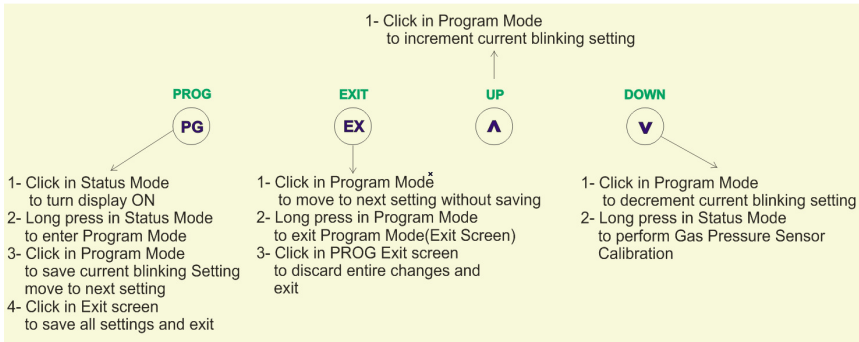 1- Click in Program Mode
to increment current blinking setting
PROG
EXIT
UP
DOWN
PG
EX
Λ
V
1- Click in Status Mode
to turn display ON
2- Long press in Status Mode
to enter Program Mode
3- Click in Program Mode
to save current blinking Setting
move to next setting
4- Click in Exit screen
to save all settings and exit
1- Click in Program Mode
to move to next setting without saving
2- Long press in Program Mode
to exit Program Mode(Exit Screen)
3- Click in PROG Exit screen
to discard entire changes and
exit
1- Click in Program Mode
to decrement current blinking setting
2- Long press in Status Mode
to perform Gas Pressure Sensor
Calibration